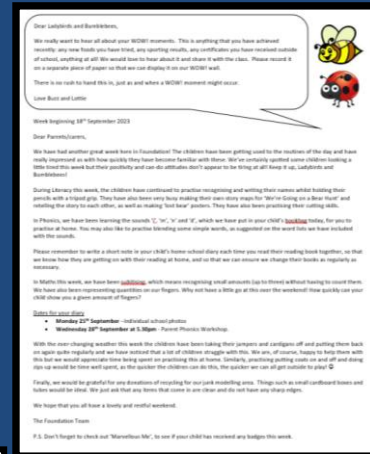 Dear Ladybirds and Bumblebees,
We really want to hear all about your WOW! moments. This is anything that you have achieved
recently: any new foods you have tried, any sporting results, any certificates you have received outside
of school, anything at all! We would love to hear about it and share it with the class. Please record it
on a separate piece of paper so that we can display it on our WOW! wall.
There is no rush to hand this in, just as and when a WOW! moment might occur.
Love Buzz and Lottie
Week beginning 18th September 2023
Dear Parents/carers,
We have had another great week here in Foundation! The children have been getting used to the routines of the day and have
really impressed us with how quickly they have become familiar with these. We've certainly spotted some children looking a
little tired this week but their positivity and can-do attitudes don't appear to be tiring at all! Keep it up, Ladybirds and
Bumblebees!
During Literacy this week, the children have continued to practise recognising and writing their names whilst holding their
pencils with a tripod grip. They have also been very busy making their own story maps for 'We're Going on a Bear Hunt' and
retelling the story to each other, as well as making 'lost bear' posters. They have also been practising their cutting skills.
In Phonics, we have been learning the sounds 'i', 'm', 'n' and 'd', which we have put in your child's bookbag today, for you to
practise at home. You may also like to practise blending some simple words, as suggested on the word lists we have included
with the sounds.
Please remember to write a short note in your child's home-school diary each time you read their reading book together, so that
we know how they are getting on with their reading at home, and so that we can ensure we change their books as regularly as
necessary.
In Maths this week, we have been subitising, which means recognising small amounts (up to three) without having to count them.
We have also been representing quantities on our fingers. Why not have a little go at this over the weekend! How quickly can your
child show you a given amount of fingers?
Dates for your diary
• Monday 25th September - Individual school photos
• Wednesday 20th September at 5.30pm - Parent Phonics Workshop.
With the ever-changing weather this week the children have been taking their jumpers and cardigans off and putting them back
on again quite regularly and we have noticed that a lot of children struggle with this. We are, of course, happy to help them with
this but we would appreciate time being spent on practising this at home. Similarly, practising putting coats on and off and doing
zips up would be time well spent, as the quicker the children can do this, the quicker we can all get outside to play! ☺
Finally, we would be grateful for any donations of recycling for our junk modelling area. Things such as small cardboard boxes and
tubes would be ideal. We just ask that any items that come in are clean and do not have any sharp edges.
We hope that you all have a lovely and restful weekend.
The Foundation Team
P.S. Don't forget to check out 'Marvellous Me', to see if your child has received any badges this week.